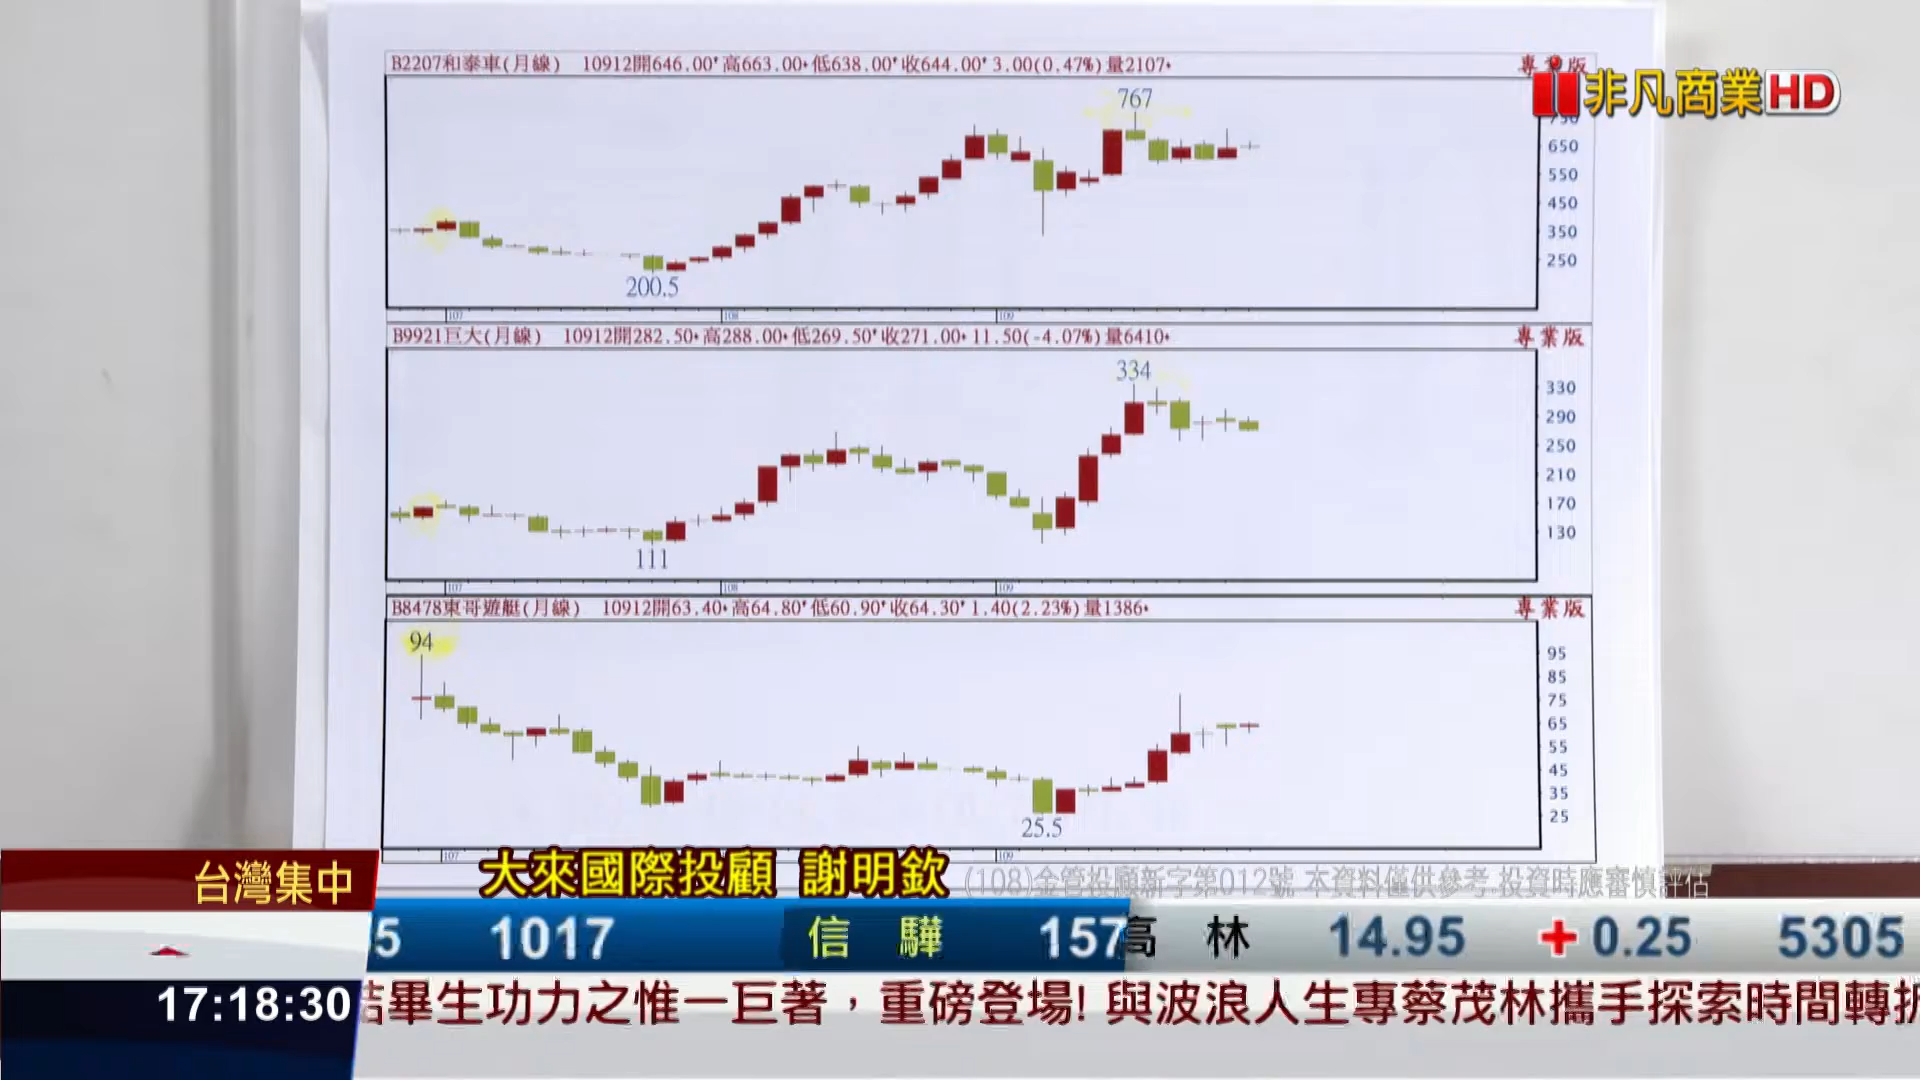 B2207和泰車(月線) 10912開646.00 高663.00 低638.00 收644.00 3.00(0.47%)量2107
專業版
非凡商業HD
767
750
650
550
450
350
250
200.5
107
108
109
B9921巨大(月線) 10912開282.50 高288.00 低269.50 收271.00 11.50(-4.07%)量6410
專業版
334
330
290
250
210
170
130
111
107
108
109
B8478東哥遊艇(月線) 10912開63.40 高64.80 低60.90 收64.30 1.40(2.23%)量1386
專業版
94
95
85
75
65
55
45
35
25
25.5
107
109
台灣集中
大來國際投顧 謝明欽
(108)金管投顧新字第012號 本資料僅供參考 投資時應審慎評估
5 1017 信驊 157 高林 14.95 + 0.25 5305
17:18:30
畢生功力之惟一巨著，重磅登場! 與波浪人生專蔡茂林攜手探索時間轉折